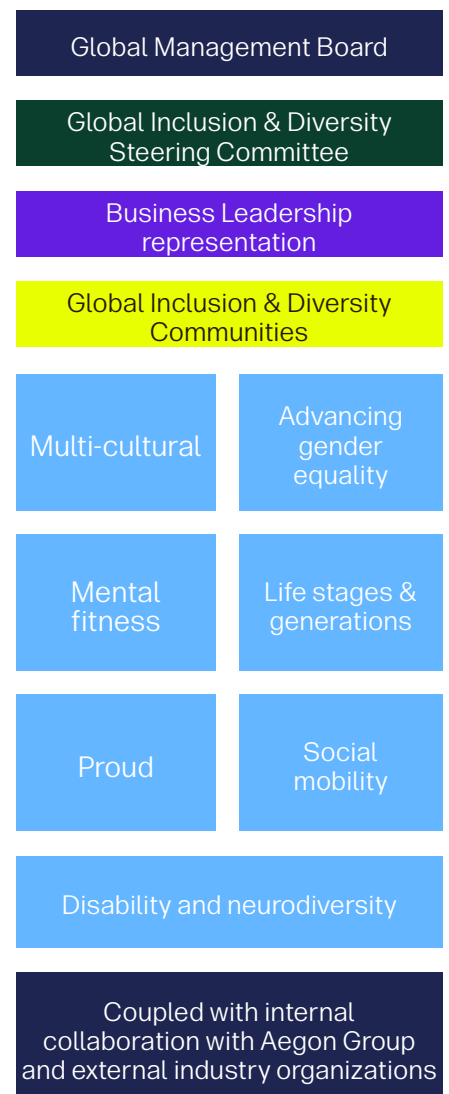 Global Management Board
Global Inclusion & Diversity
Steering Committee
Business Leadership
representation
Global Inclusion & Diversity
Communities
Multi-cultural
Advancing
gender
equality
Mental
fitness
Life stages &
generations
Proud
Social
mobility
Disability and neurodiversity
Coupled with internal
collaboration with Aegon Group
and external industry organizations